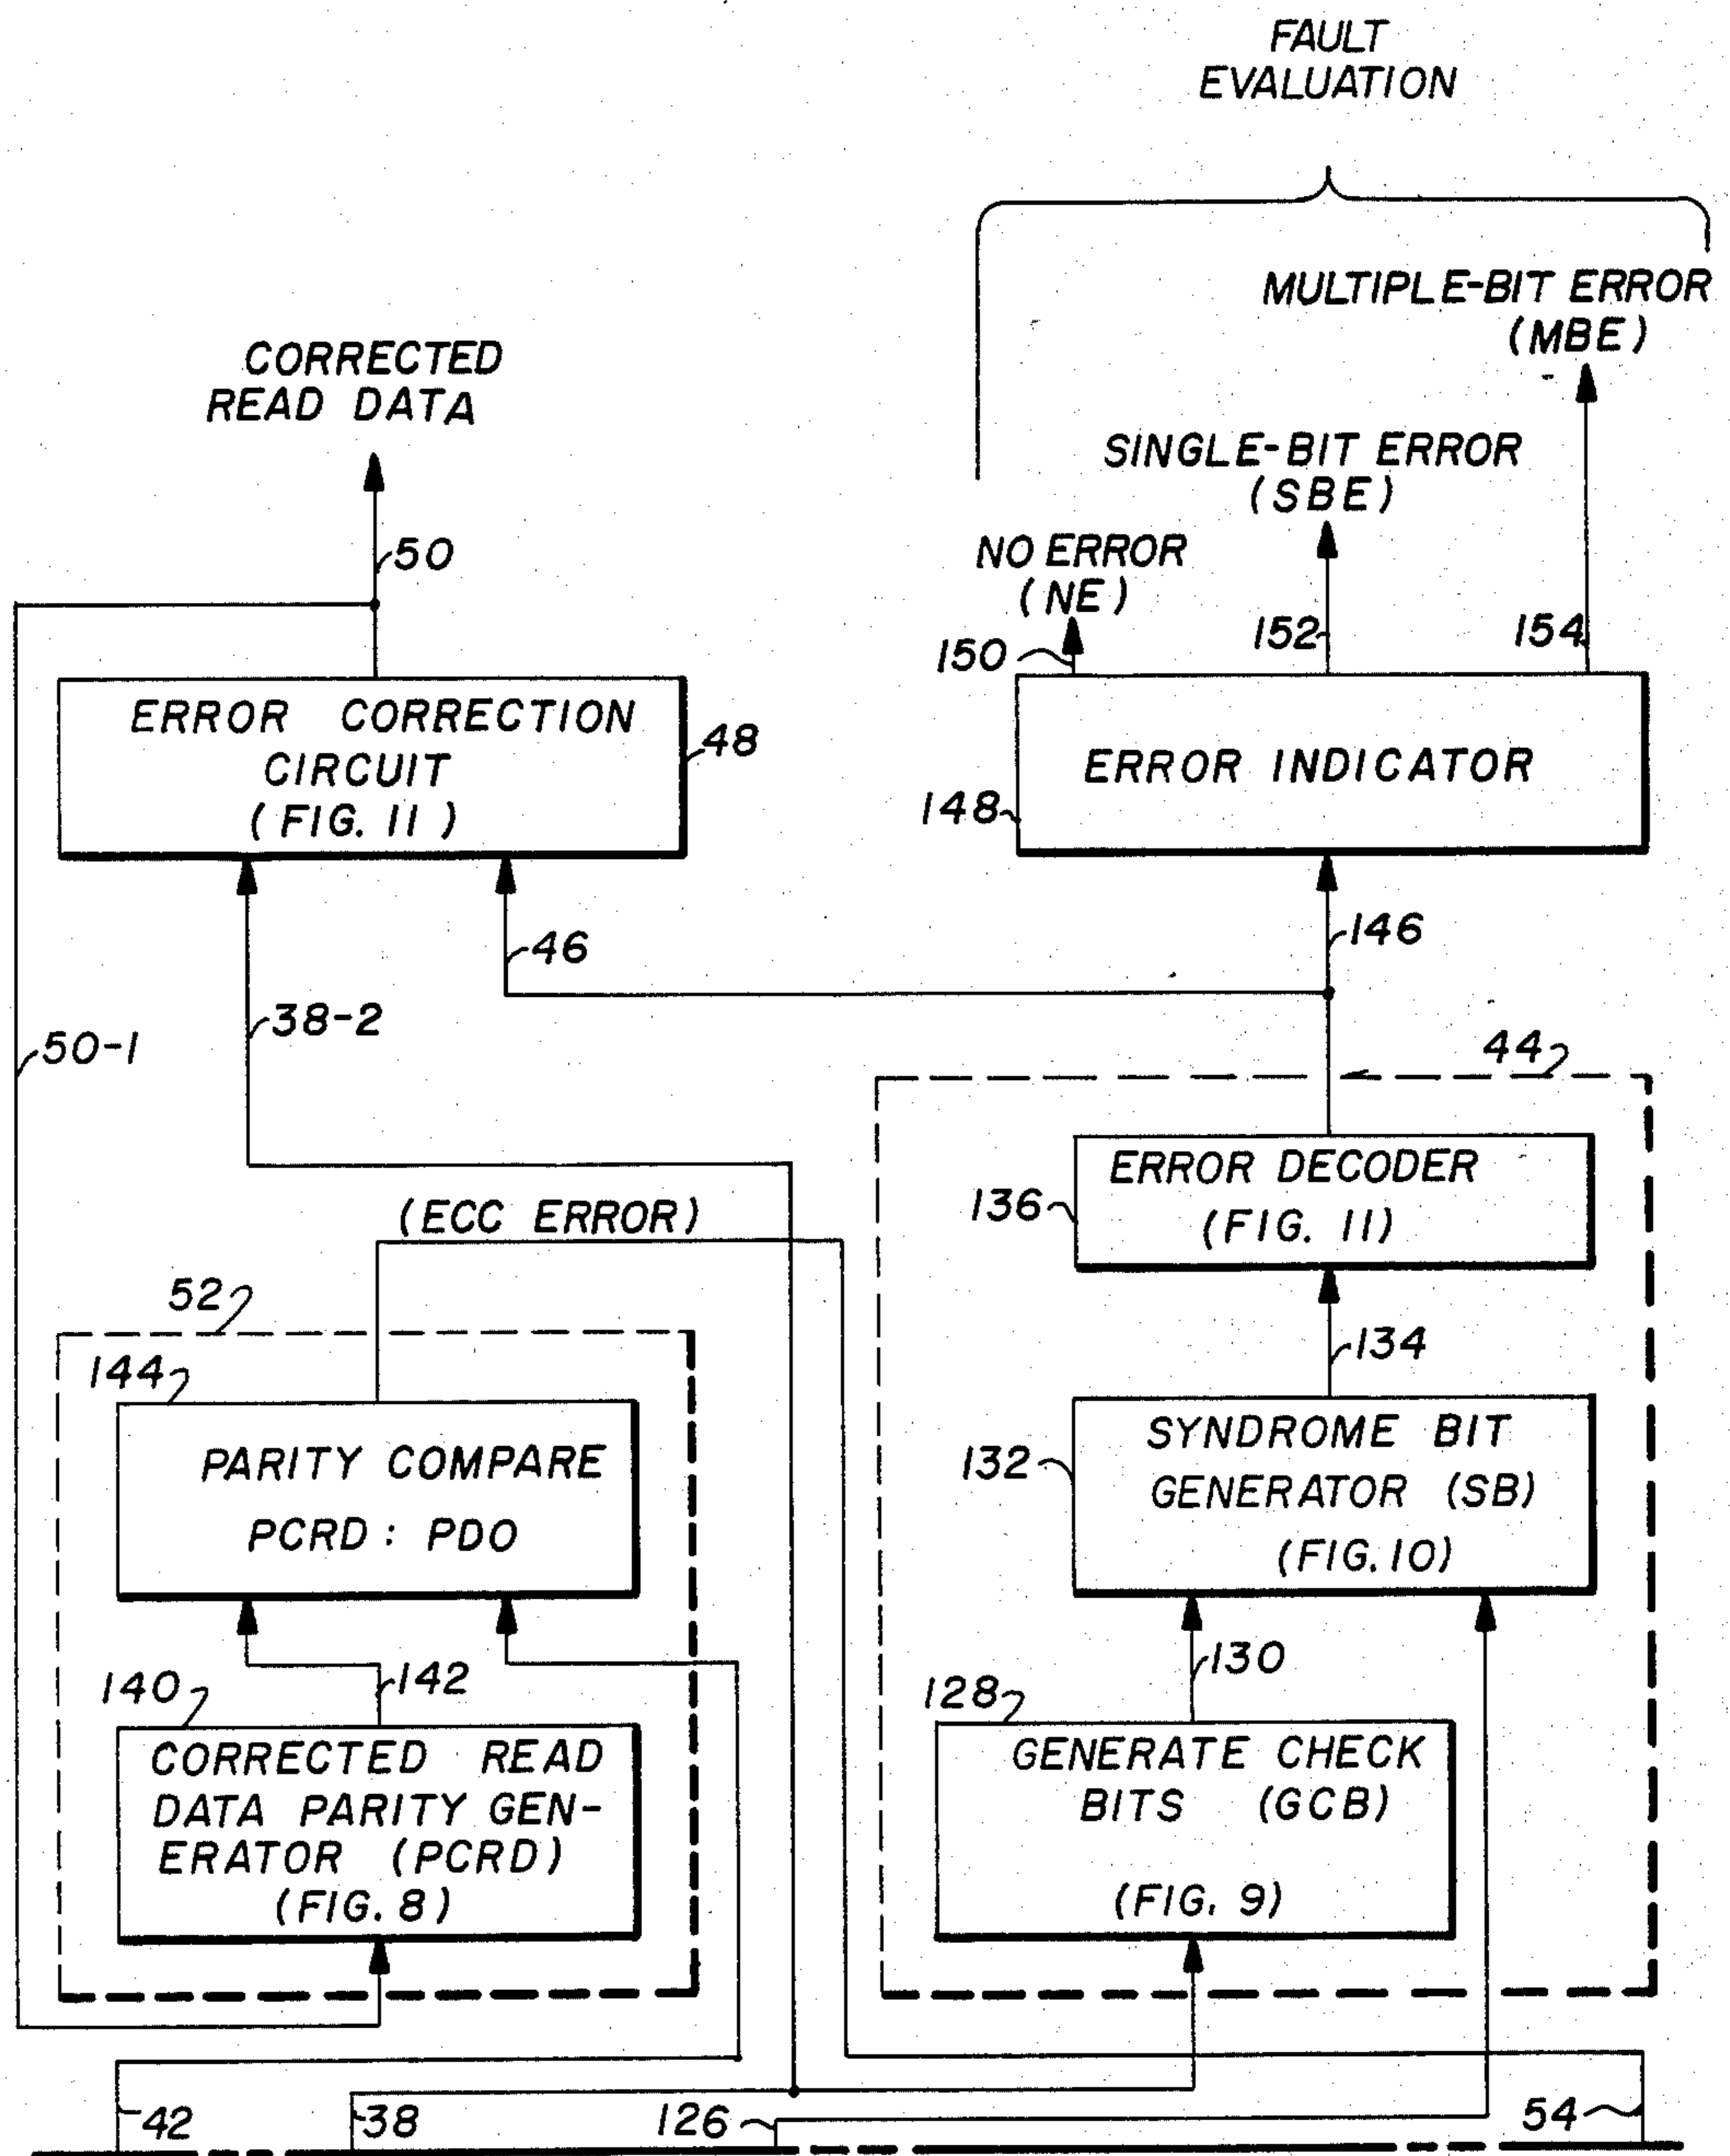 FAULT
EVALUATION
MULTIPLE-BIT ERROR
(MBE)
CORRECTED
READ DATA
SINGLE-BIT ERROR
(SBE)
NO ERROR
(NE)
50
150
152
154
ERROR CORRECTION
CIRCUIT
(FIG. 11)
48
ERROR INDICATOR
148
46
146
38-2
50-1
44
ERROR DECODER
(FIG. 11)
136
(ECC ERROR)
52
134
144
PARITY COMPARE
PCRD : PDO
SYNDROME BIT
GENERATOR (SB)
(FIG. 10)
132
130
142
140
128
CORRECTED READ
DATA PARITY GEN-
ERATOR (PCRD)
(FIG. 8)
GENERATE CHECK
BITS (GCB)
(FIG. 9)
42
38
126
54